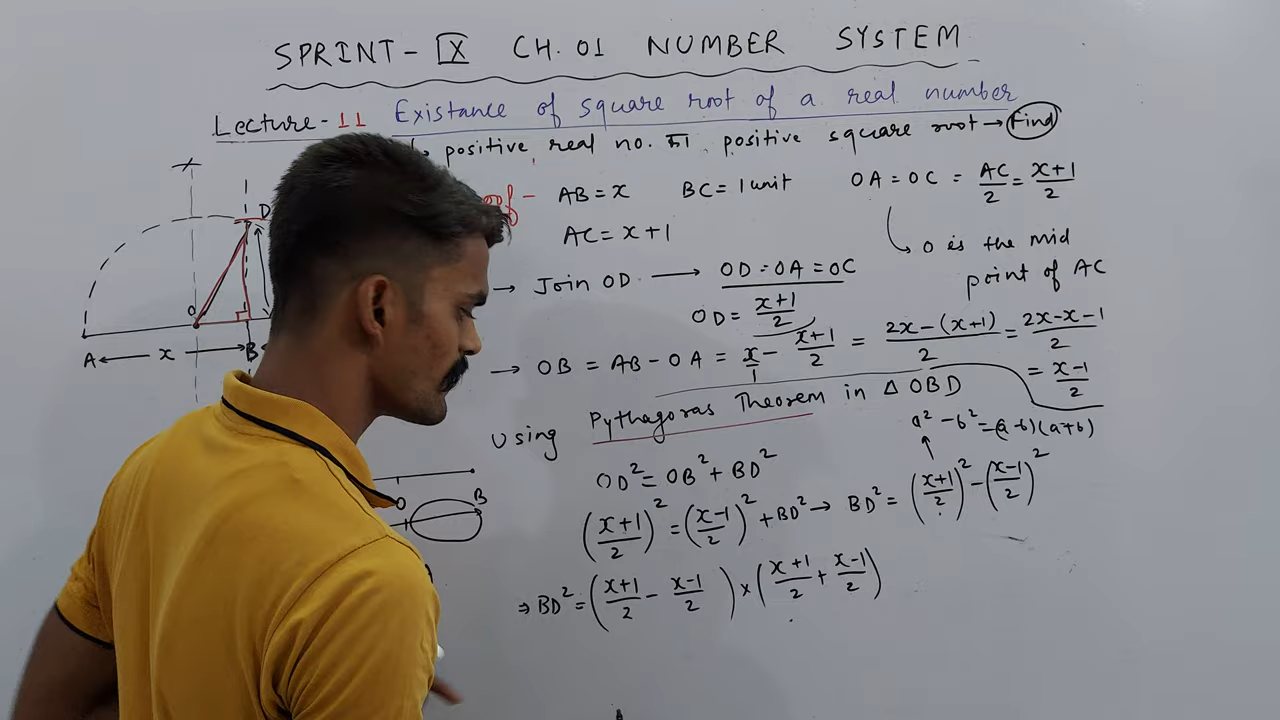 SPRINT - IX CH. 01 NUMBER SYSTEM
Lecture - 11 Existance of square root of a real number
positive real no. का positive square root → Find
AB = x BC = 1 unit OA = OC = AC/2 = (x+1)/2
AC = x + 1
↳ O is the mid point of AC
→ Join OD → OD = OA = OC
OD = (x+1)/2
→ OB = AB - OA = x/1 - (x+1)/2 = (2x-(x+1))/2 = (2x-x-1)/2
= (x-1)/2
Using Pythagoras Theorem in Δ OBD
a² - b² = (a-b)(a+b)
OD² = OB² + BD²
((x+1)/2)² = ((x-1)/2)² + BD² → BD² = ((x+1)/2)² - ((x-1)/2)²
⇒ BD² = ((x+1)/2 - (x-1)/2) × ((x+1)/2 + (x-1)/2)
D
O
A x B
O B